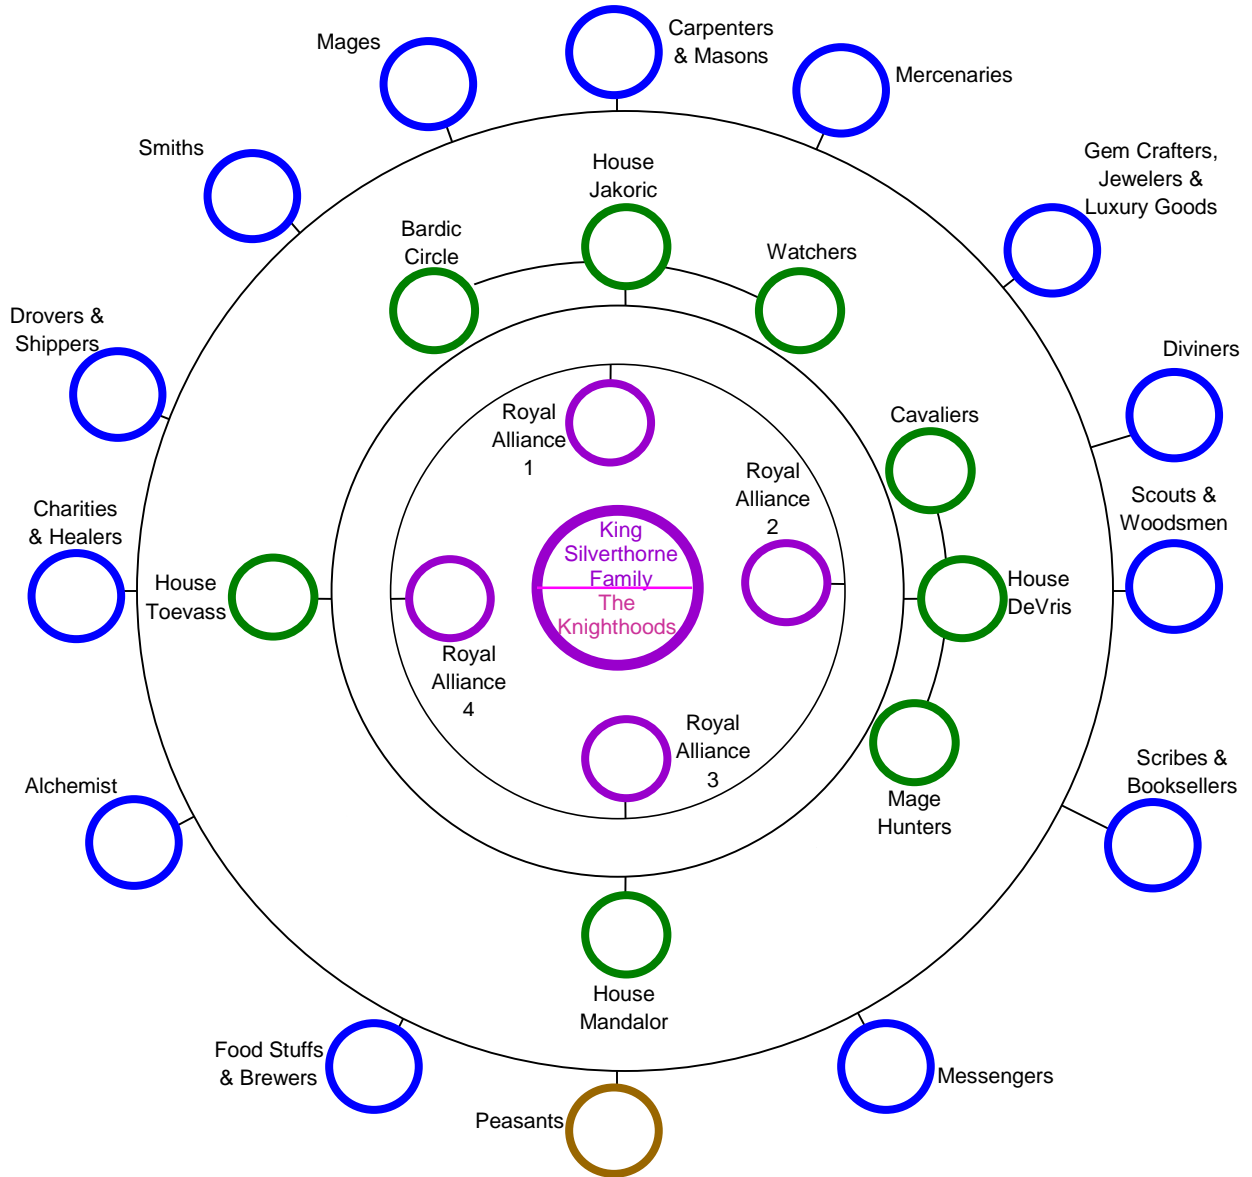 Carpenters
& Masons
Mages
Mercenaries
Smiths
House
Jakoric
Gem Crafters,
Jewelers &
Luxury Goods
Bardic
Circle
Watchers
Drovers &
Shippers
Diviners
Royal
Alliance
1
Cavaliers
Royal
Alliance
2
Charities
& Healers
Scouts &
Woodsmen
King
Silverthorne
Family
The
Knighthoods
House
Toevass
House
DeVris
Royal
Alliance
4
Royal
Alliance
3
Alchemist
Scribes &
Booksellers
Mage
Hunters
House
Mandalor
Food Stuffs
& Brewers
Messengers
Peasants